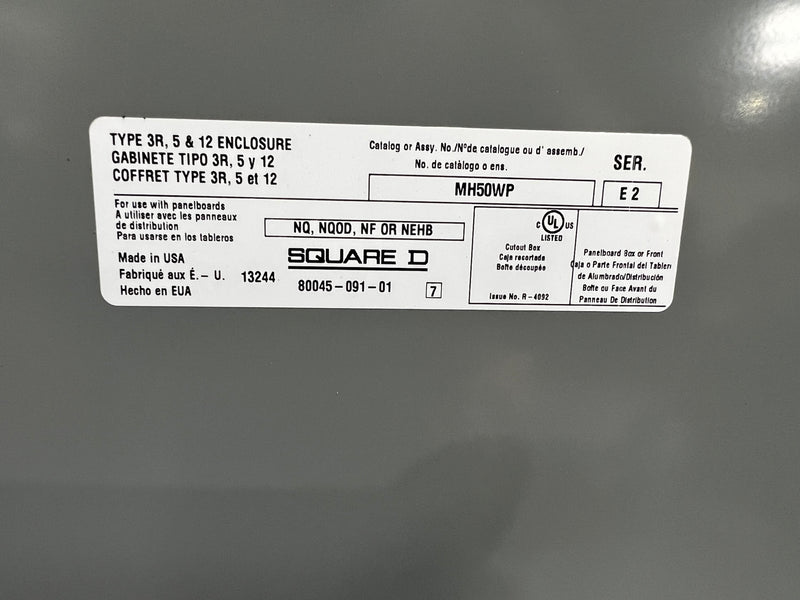 TYPE 3R, 5 & 12 ENCLOSURE
GABINETE TIPO 3R, 5 y 12
COFFRET TYPE 3R, 5 et 12
Catalog or Assy. No./Nºde catalogue ou d' assemb./
No. de catàlogo o ens.
MH50WP
SER.
E 2
For use with panelboards
A utiliser avec les panneaux
de distribution
Para usarse en los tableros
NQ, NQOD, NF OR NEHB
Made in USA
Fabriqué aux É.– U.
Hecho en EUA
13244
SQUARE D
80045–091–01
7
C UL US
LISTED
Cutout Box
Caja recortada
Boîte découpée
Issue No. R-4092
Panelboard Box or Front
Caja o Parte Frontal del Tablero
de Alumbrado/Distribución
Boîte ou Face Avant du
Panneau De Distribution